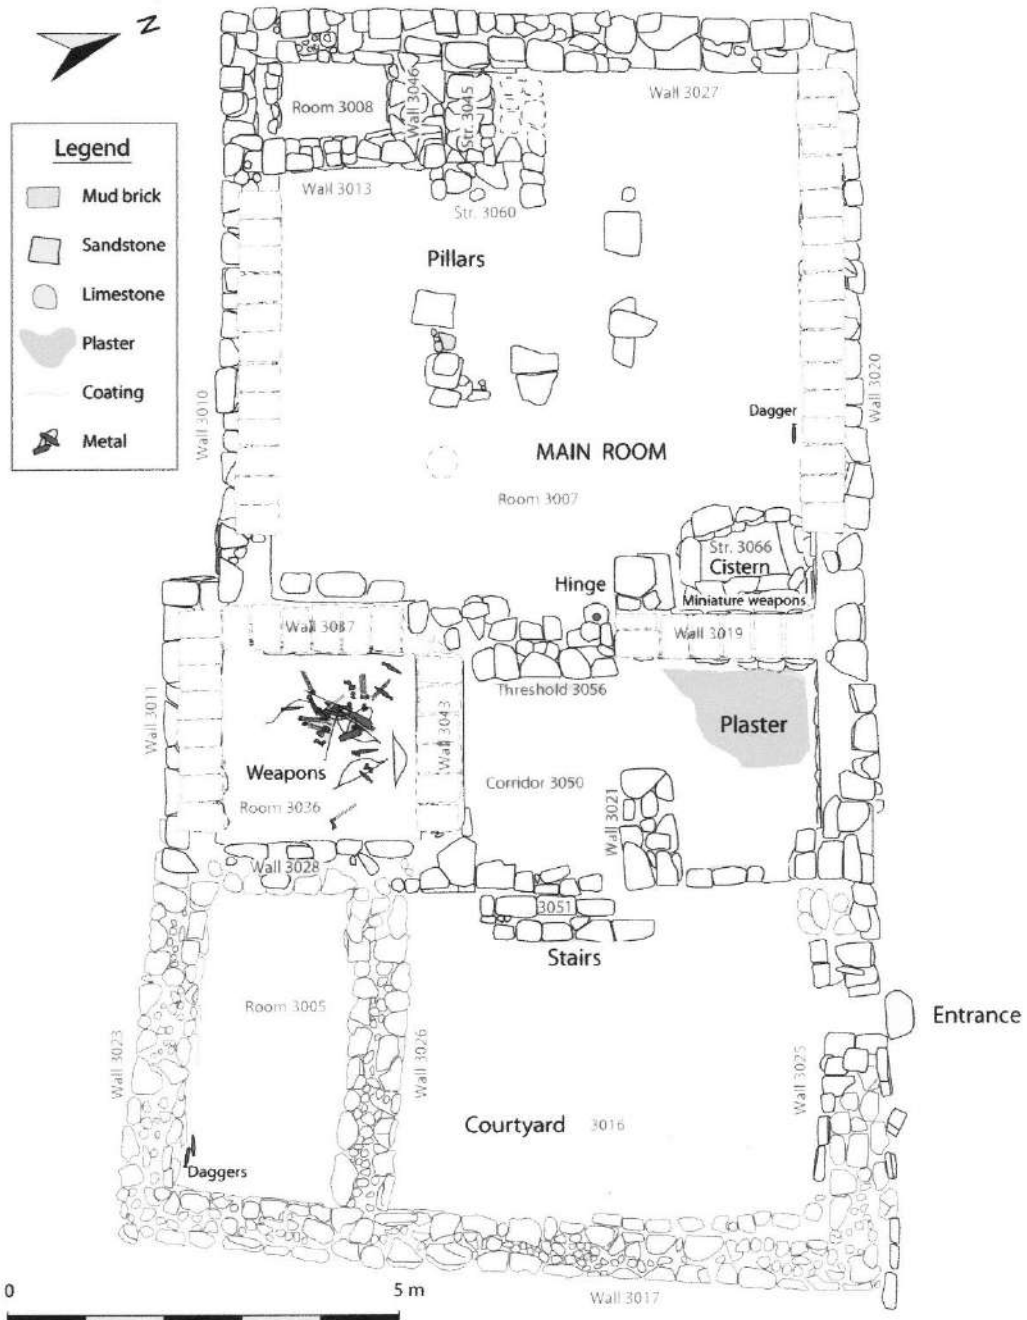 N
Legend
Mud brick
Sandstone
Limestone
Plaster
Coating
Metal
Room 3008
Wall 3046
Str. 3045
Wall 3027
Wall 3013
Str. 3060
Pillars
Wall 3010
Wall 3020
Dagger
MAIN ROOM
Room 3007
Str. 3066
Cistern
Hinge
Miniature weapons
Wall 3037
Wall 3019
Threshold 3056
Wall 3011
Wall 3043
Plaster
Weapons
Room 3036
Corridor 3050
Wall 3021
Wall 3028
3051
Stairs
Room 3005
Entrance
Wall 3023
Wall 3026
Wall 3025
Courtyard 3016
Daggers
0 5 m
Wall 3017